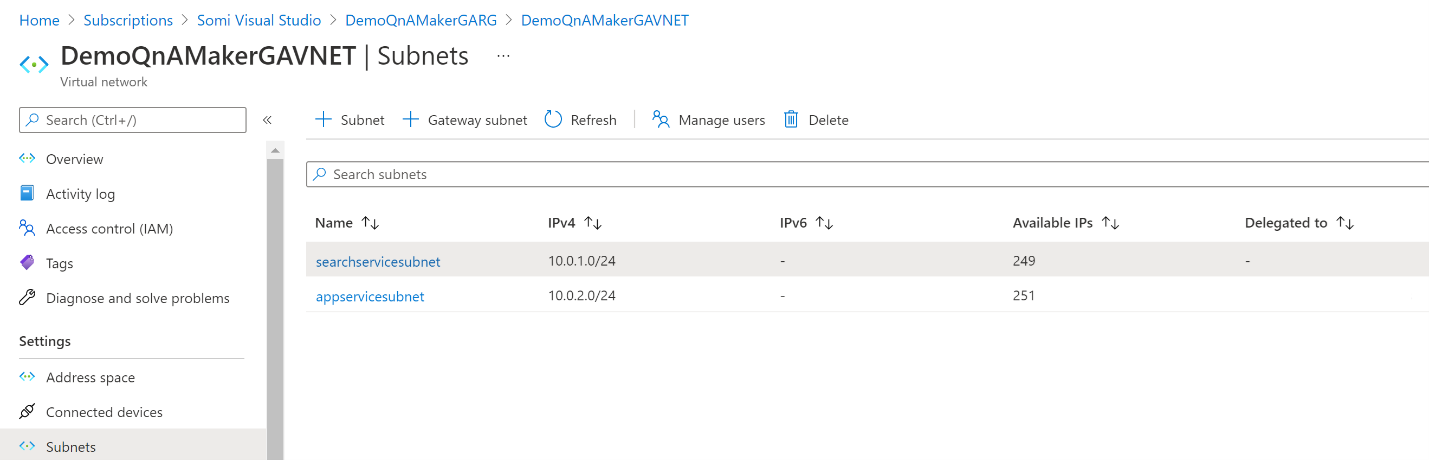 Home > Subscriptions > Somi Visual Studio > DemoQnAMakerGARG > DemoQnAMakerGAVNET
DemoQnAMakerGAVNET | Subnets ...
Virtual network
Search (Ctrl+/) «
Subnet Gateway subnet Refresh Manage users Delete
Overview
Activity log
Access control (IAM)
Tags
Diagnose and solve problems
Settings
Address space
Connected devices
Subnets
Search subnets
Name IPv4 IPv6 Available IPs Delegated to
searchservicesubnet 10.0.1.0/24 - 249 -
appservicesubnet 10.0.2.0/24 - 251